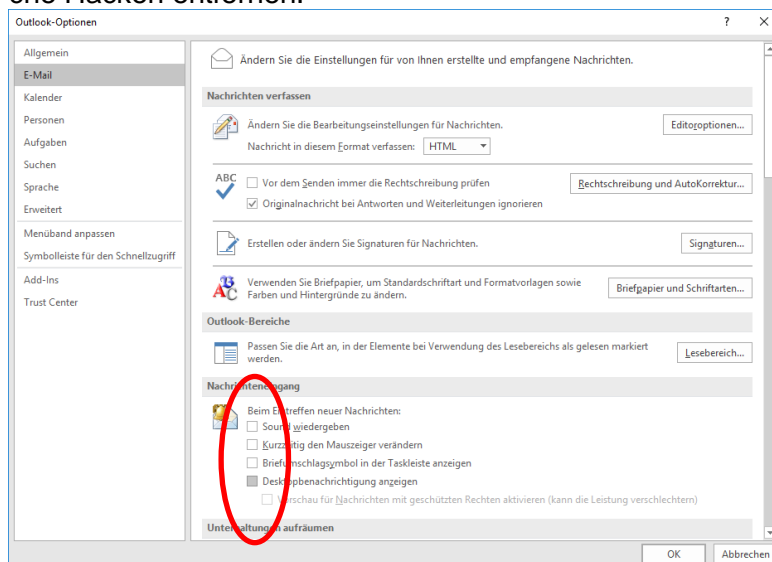 che Häcken entfernen.
Outlook-Optionen
? ×
Allgemein
E-Mail
Kalender
Personen
Aufgaben
Suchen
Sprache
Erweitert
Menüband anpassen
Symbolleiste für den Schnellzugriff
Add-Ins
Trust Center
Ändern Sie die Einstellungen für von Ihnen erstellte und empfangene Nachrichten.
Nachrichten verfassen
Ändern Sie die Bearbeitungseinstellungen für Nachrichten.
Editoroptionen...
Nachricht in diesem Format verfassen: HTML
ABC
Vor dem Senden immer die Rechtschreibung prüfen
Rechtschreibung und AutoKorrektur...
Originalnachricht bei Antworten und Weiterleitungen ignorieren
Erstellen oder ändern Sie Signaturen für Nachrichten.
Signaturen...
Verwenden Sie Briefpapier, um Standardschriftart und Formatvorlagen sowie
Farben und Hintergründe zu ändern.
Briefpapier und Schriftarten...
Outlook-Bereiche
Passen Sie die Art an, in der Elemente bei Verwendung des Lesebereichs als gelesen markiert
werden.
Lesebereich...
Nachrichteneingang
Beim Eintreffen neuer Nachrichten:
Sound wiedergeben
Kurzzeitig den Mauszeiger verändern
Briefumschlagsymbol in der Taskleiste anzeigen
Desktopbenachrichtigung anzeigen
Vorschau für Nachrichten mit geschützten Rechten aktivieren (kann die Leistung verschlechtern)
Unterhaltungen aufräumen
OK
Abbrechen